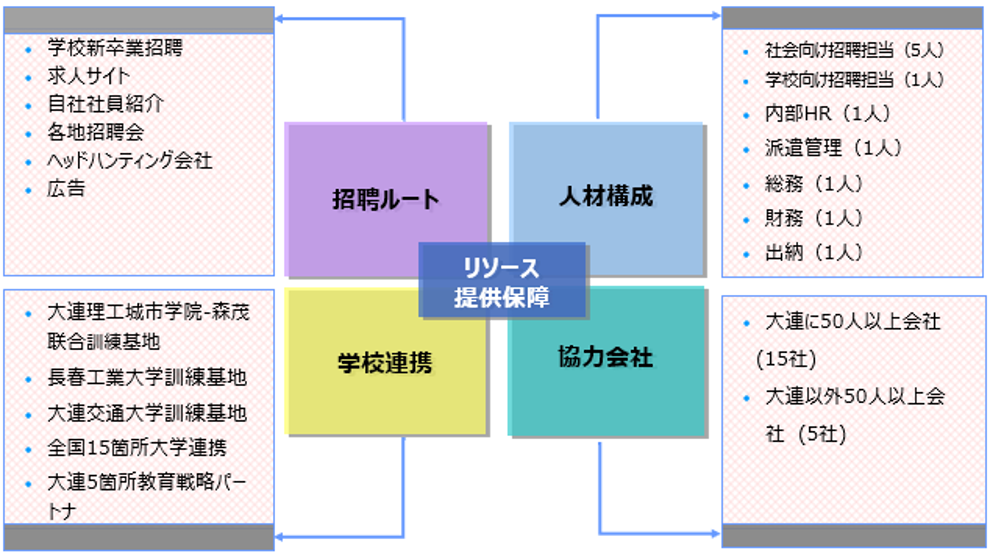 学校新卒業招聘
求人サイト
自社社員紹介
各地招聘会
ヘッドハンティング会社
広告
社会向け招聘担当（5人）
学校向け招聘担当（1人）
内部HR（1人）
派遣管理（1人）
総務（1人）
財務（1人）
出納（1人）
招聘ルート
人材構成
リソース
提供保障
学校連携
協力会社
大連理工城市学院-森茂
联合訓練基地
長春工業大学訓練基地
大連交通大学訓練基地
全国15箇所大学連携
大連5箇所教育戦略パー
トナ
大連に50人以上会社
(15社)
大連以外50人以上会
社 (5社)